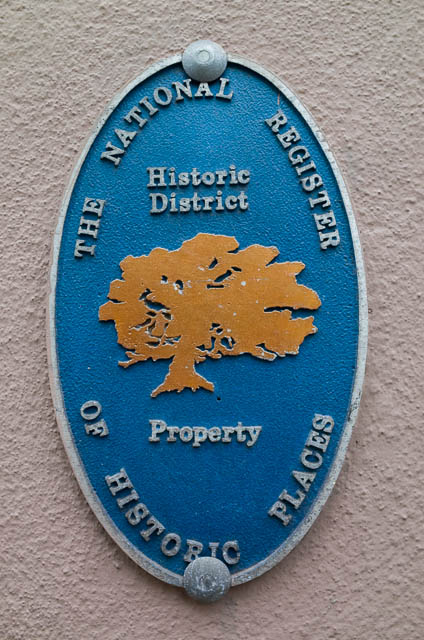 THE NATIONAL REGISTER
Historic
District
Property
OF HISTORIC PLACES